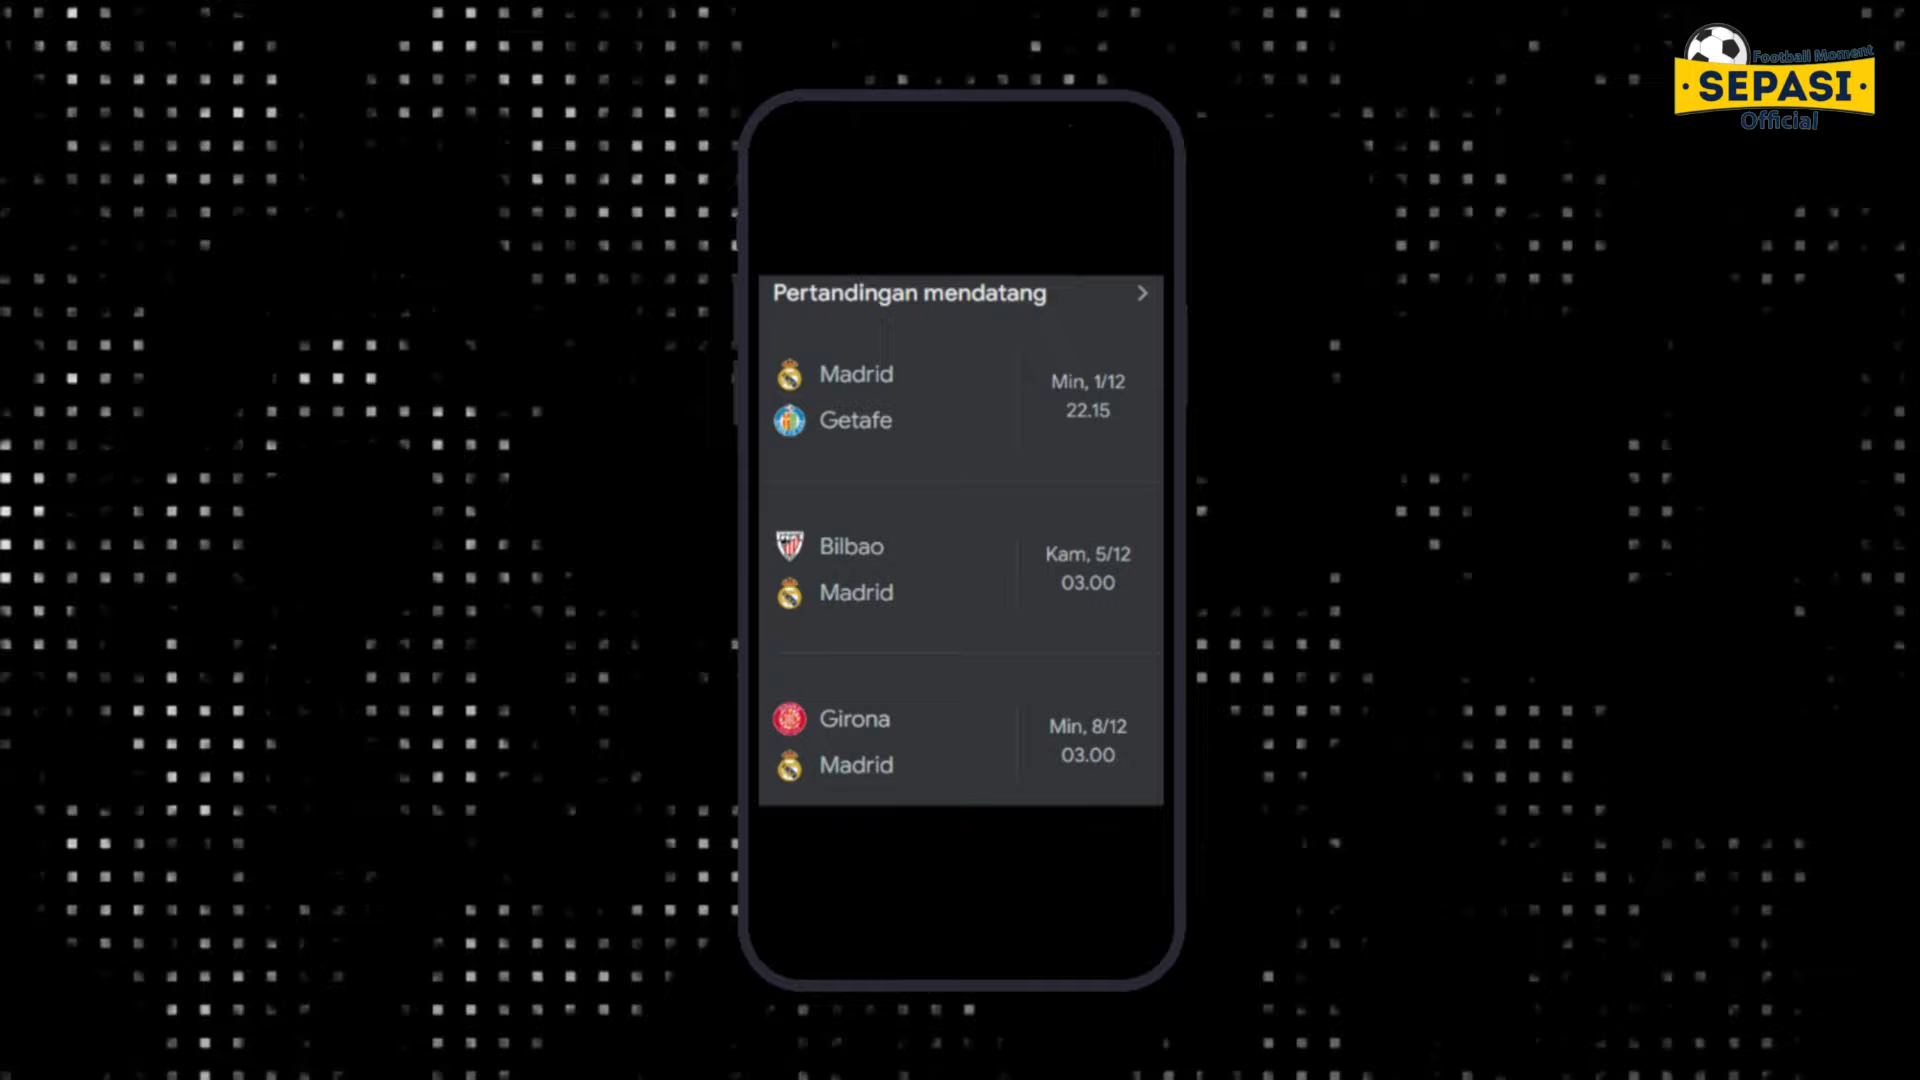 Football Moment
SEPASI
Official
Pertandingan mendatang
Madrid
Getafe
Min, 1/12
22.15
Bilbao
Madrid
Kam, 5/12
03.00
Girona
Madrid
Min, 8/12
03.00